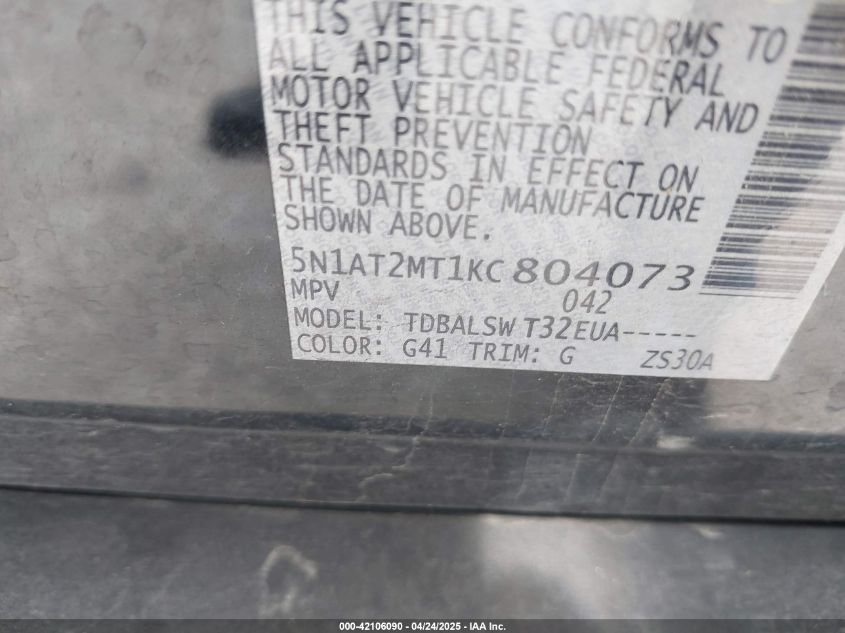 THIS VEHICLE CONFORMS TO
ALL APPLICABLE FEDERAL
MOTOR VEHICLE SAFETY AND
THEFT PREVENTION
STANDARDS IN EFFECT ON
THE DATE OF MANUFACTURE
SHOWN ABOVE.
5N1AT2MT1KC804073
MPV 042
MODEL: TDBALSW T32EUA-----
COLOR: G41 TRIM: G ZS30A
000-42106090 - 04/24/2025 - IAA Inc.